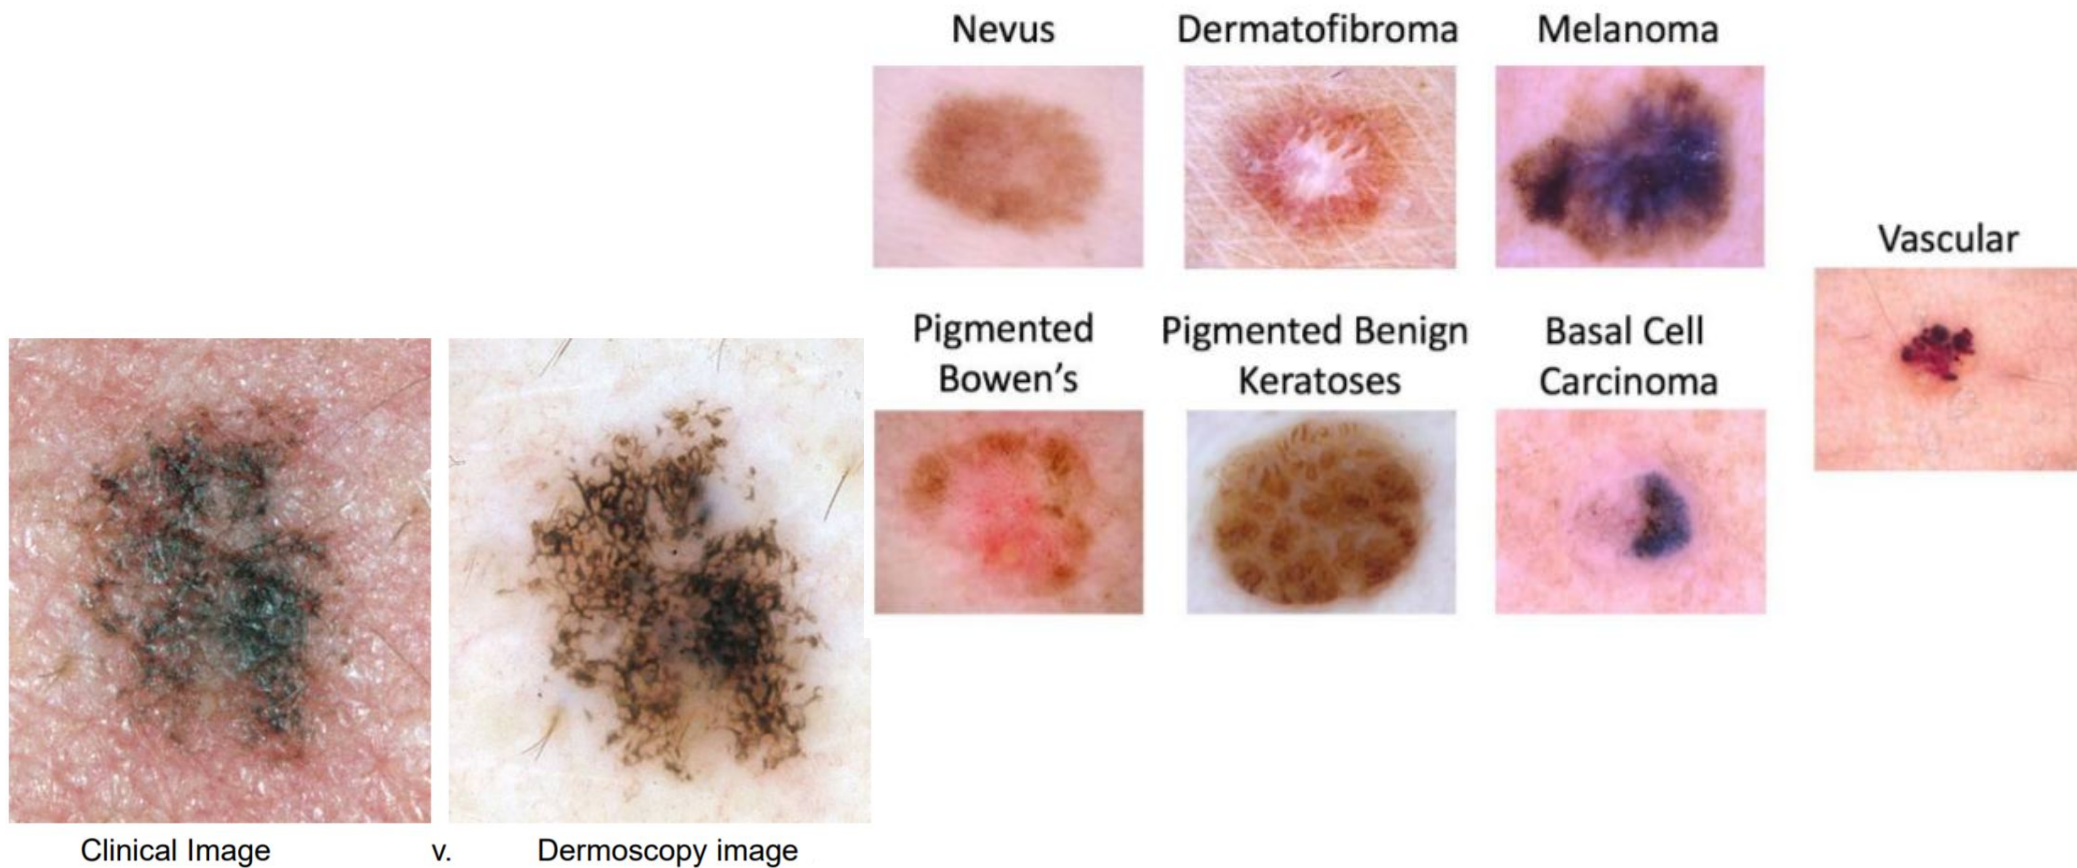 Nevus
Dermatofibroma
Melanoma
Vascular
Pigmented
Bowen's
Pigmented Benign
Keratoses
Basal Cell
Carcinoma
Clinical Image v. Dermoscopy image